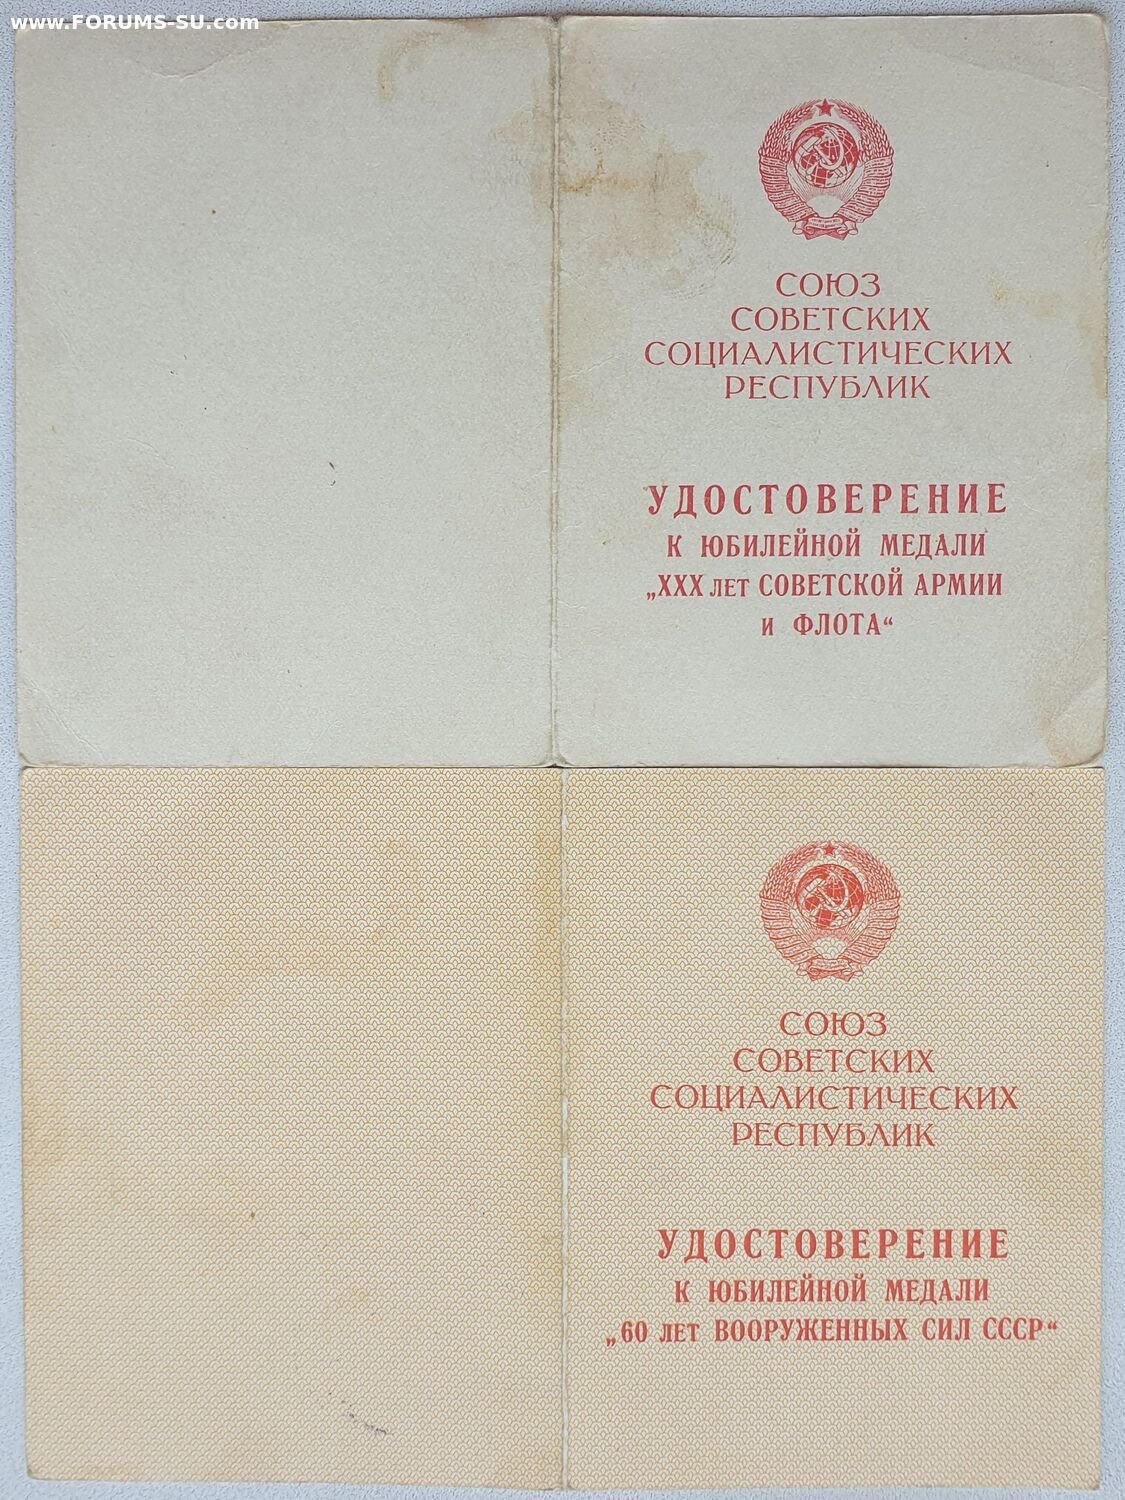 www.FORUMS-SU.com
СОЮЗ
СОВЕТСКИХ
СОЦИАЛИСТИЧЕСКИХ
РЕСПУБЛИК
УДОСТОВЕРЕНИЕ
К ЮБИЛЕЙНОЙ МЕДАЛИ
„XXX ЛЕТ СОВЕТСКОЙ АРМИИ
И ФЛОТА“
СОЮЗ
СОВЕТСКИХ
СОЦИАЛИСТИЧЕСКИХ
РЕСПУБЛИК
УДОСТОВЕРЕНИЕ
К ЮБИЛЕЙНОЙ МЕДАЛИ
„60 ЛЕТ ВООРУЖЕННЫХ СИЛ СССР“